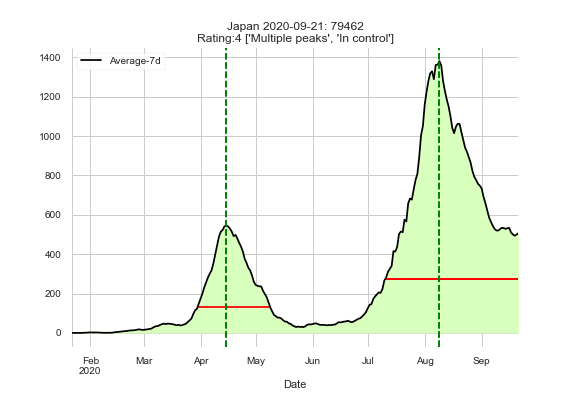 Japan 2020-09-21: 79462
Rating:4 ['Multiple peaks', 'In control']
Average-7d
1400
1200
1000
800
600
400
200
0
Feb Mar Apr May Jun Jul Aug Sep
2020
Date